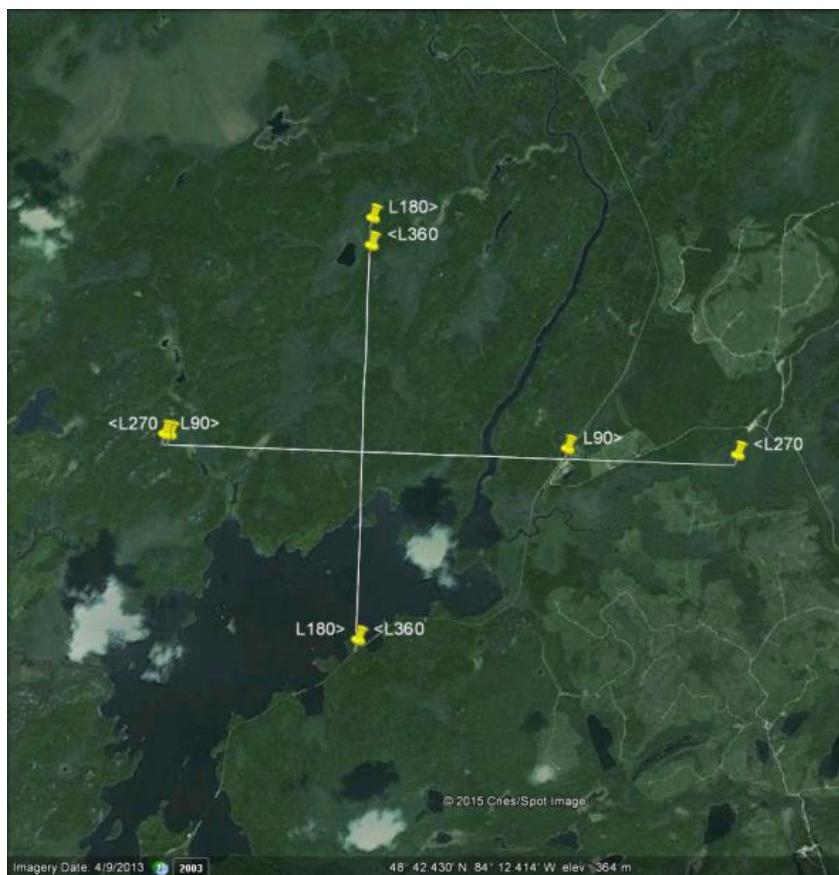 L180>
<L360
<L270 L90>
L90>
<L270
L180> <L360
© 2015 Cnes/Spot Image
Imagery Date: 4/9/2013 2003 48° 42.430' N 84° 12.414' W elev 364 m